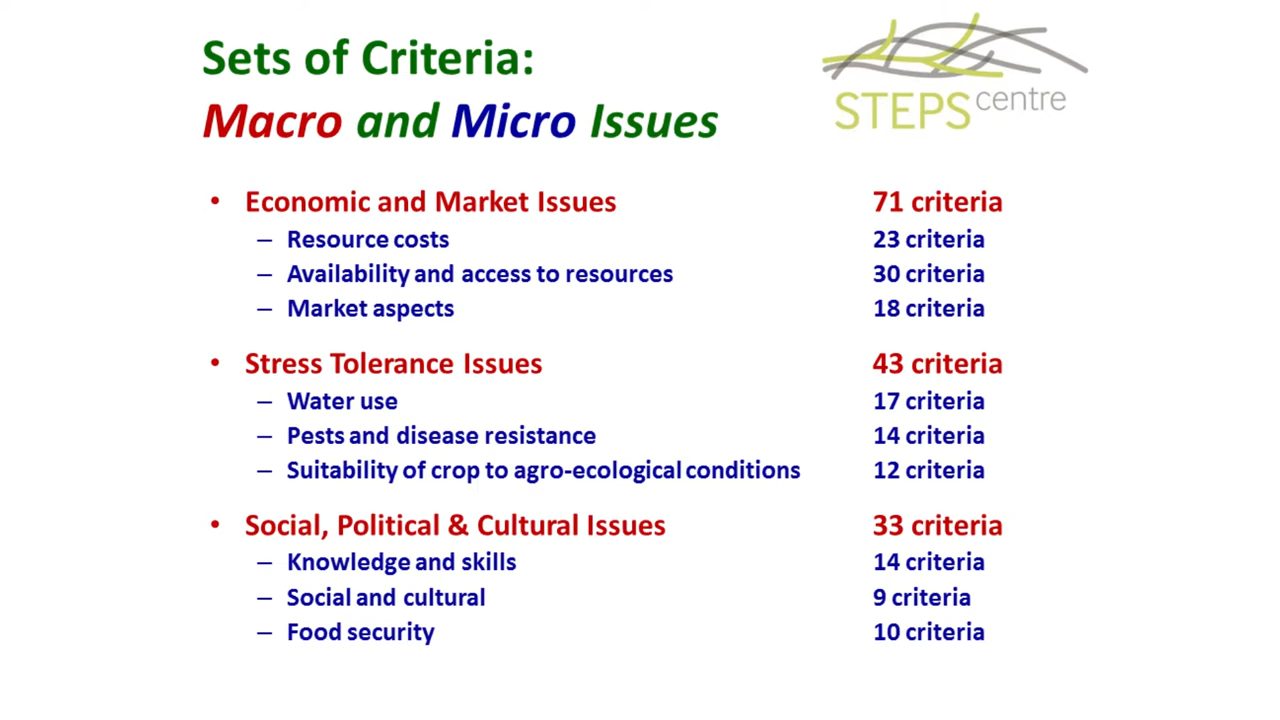 Sets of Criteria:
Macro and Micro Issues
STEPS centre
• Economic and Market Issues 71 criteria
– Resource costs 23 criteria
– Availability and access to resources 30 criteria
– Market aspects 18 criteria
• Stress Tolerance Issues 43 criteria
– Water use 17 criteria
– Pests and disease resistance 14 criteria
– Suitability of crop to agro-ecological conditions 12 criteria
• Social, Political & Cultural Issues 33 criteria
– Knowledge and skills 14 criteria
– Social and cultural 9 criteria
– Food security 10 criteria